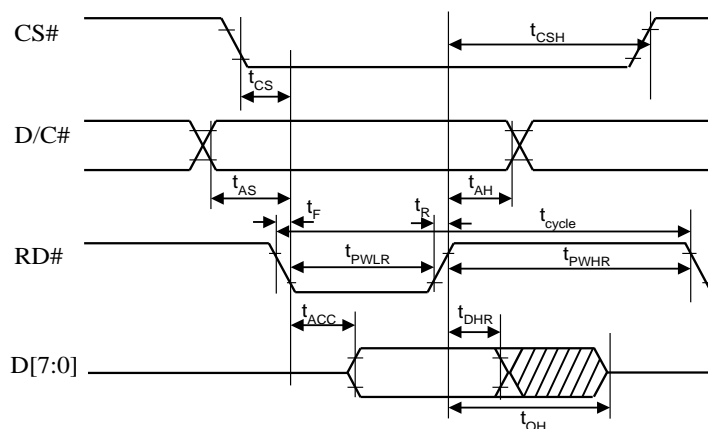 CS#
t_CSH
t_CS
D/C#
t_AS
t_AH
t_F
t_R
t_cycle
RD#
t_PWLR
t_PWHR
t_ACC
t_DHR
D[7:0]
t_OH